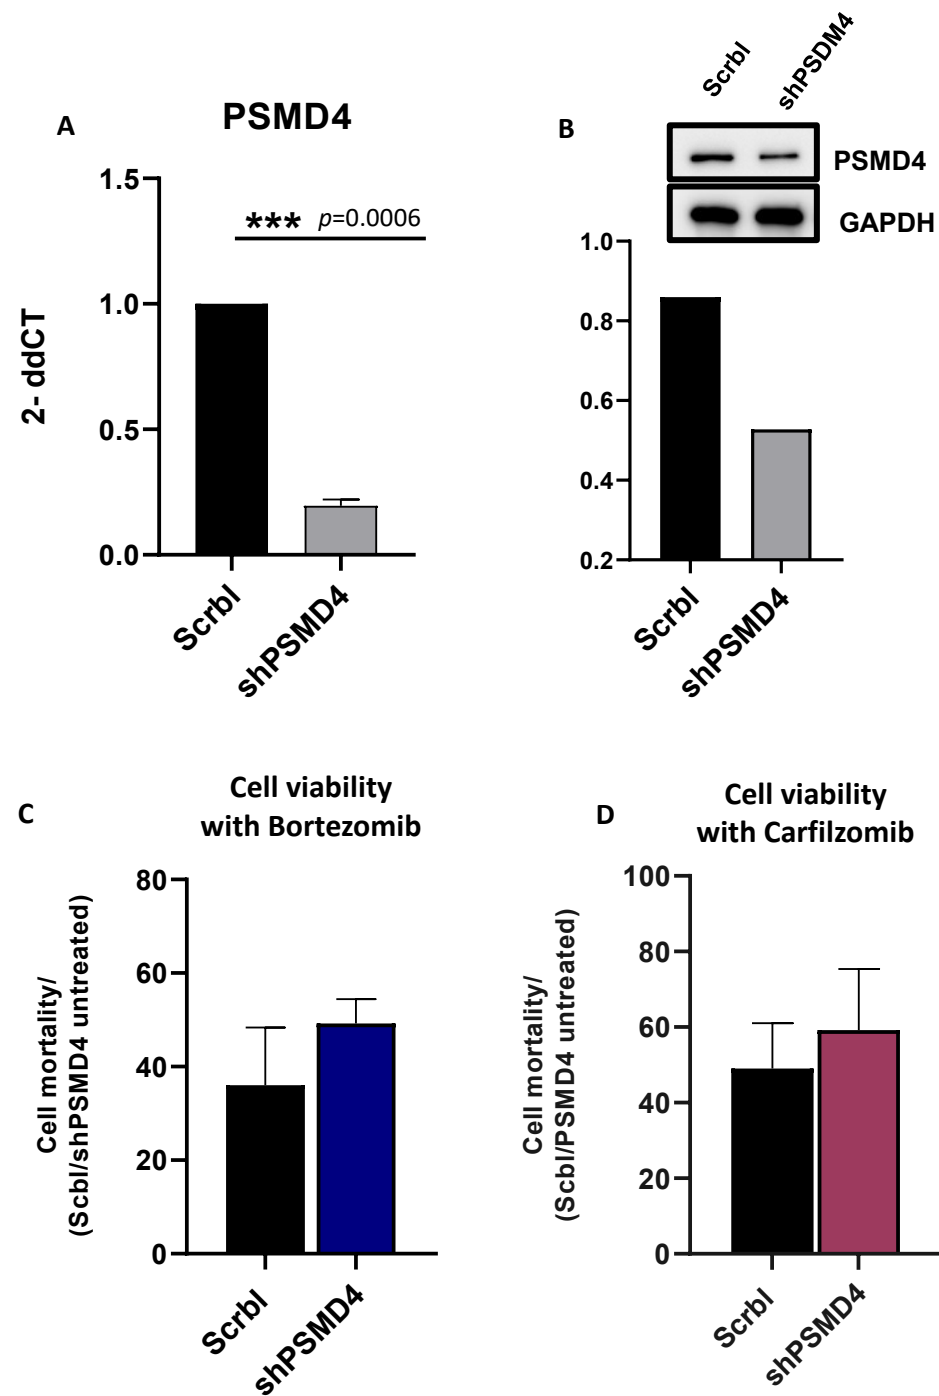 A
PSMD4
1.5
1.0
0.5
0.0
2- ddCT
*** p=0.0006
Scrbl
shPSMD4
B
Scrbl
shPSDM4
PSMD4
GAPDH
1.0
0.8
0.6
0.4
0.2
Scrbl
shPSMD4
C
Cell viability
with Bortezomib
Cell mortality/
(Scbl/shPSMD4 untreated)
80
60
40
20
0
Scrbl
shPSMD4
D
Cell viability
with Carfilzomib
Cell mortality/
(Scbl/PSMD4 untreated)
100
80
60
40
20
0
Scrbl
shPSMD4